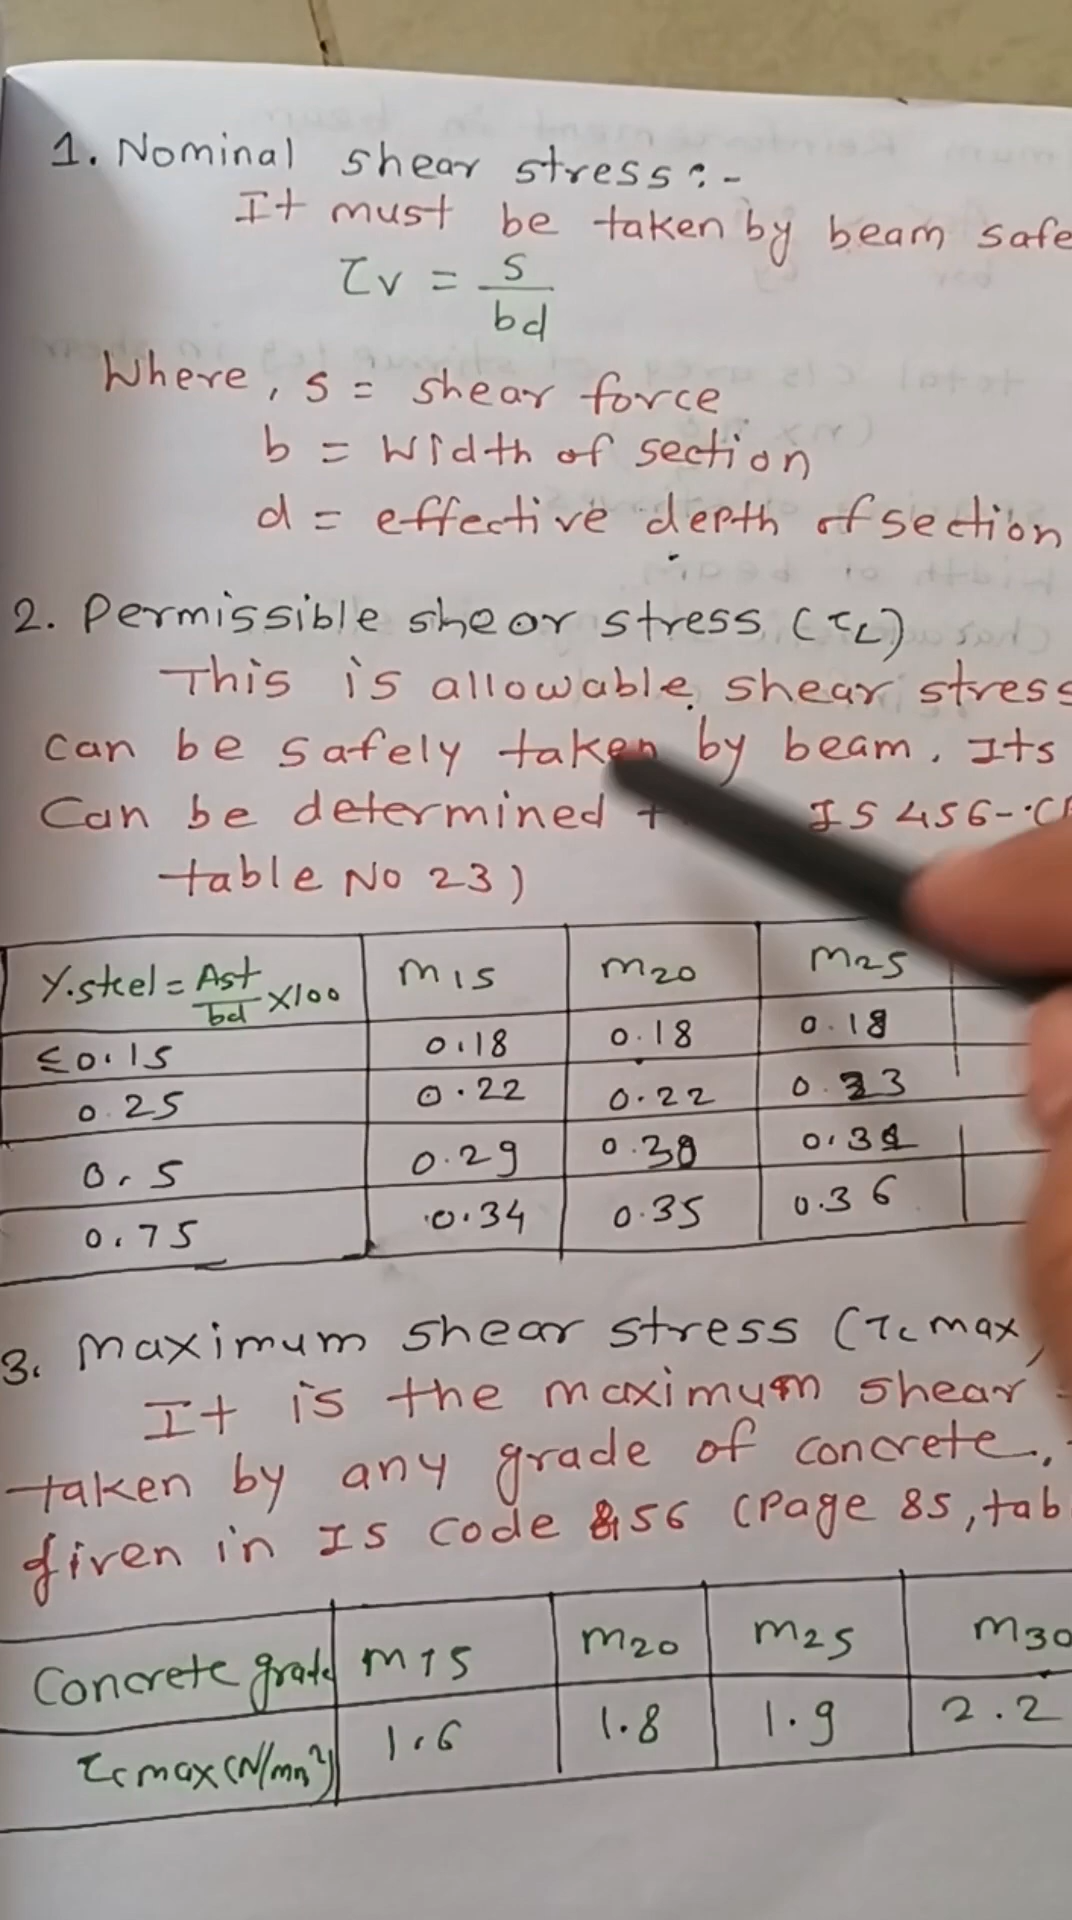 1. Nominal shear stress :-
It must be taken by beam safe
τv = s/bd
Where, s = shear force
b = width of section
d = effective depth of section
2. Permissible shear stress (τc)
This is allowable shear stress
can be safely taken by beam. Its
Can be determined IS 456-
table No 23)
Y.steel = Ast/bd ×100 M15 M20 M25
≤0.15 0.18 0.18 0.18
0.25 0.22 0.22
0.5 0.29 0.30
0.75 0.34 0.35 0.36
3. Maximum shear stress (τc max
It is the maximum shear
taken by any grade of concrete.
given in IS code 456 (Page 85, tab
Concrete grade M15 M20 M25 M30
τc max (N/mm²) 1.6 1.8 1.9 2.2